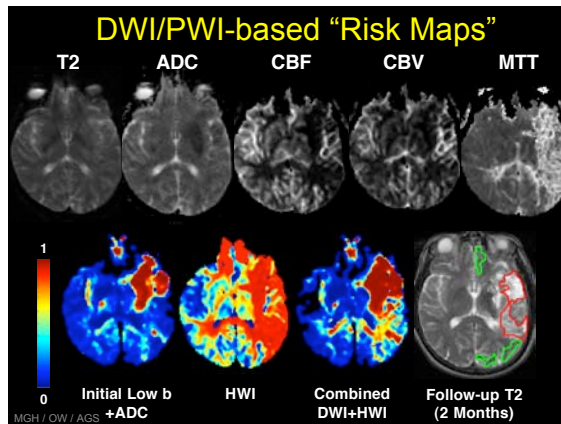 DWI/PWI-based “Risk Maps”
T2 ADC CBF CBV MTT
1
0
Initial Low b
+ADC
HWI
Combined
DWI+HWI
Follow-up T2
(2 Months)
MGH / OW / AGS